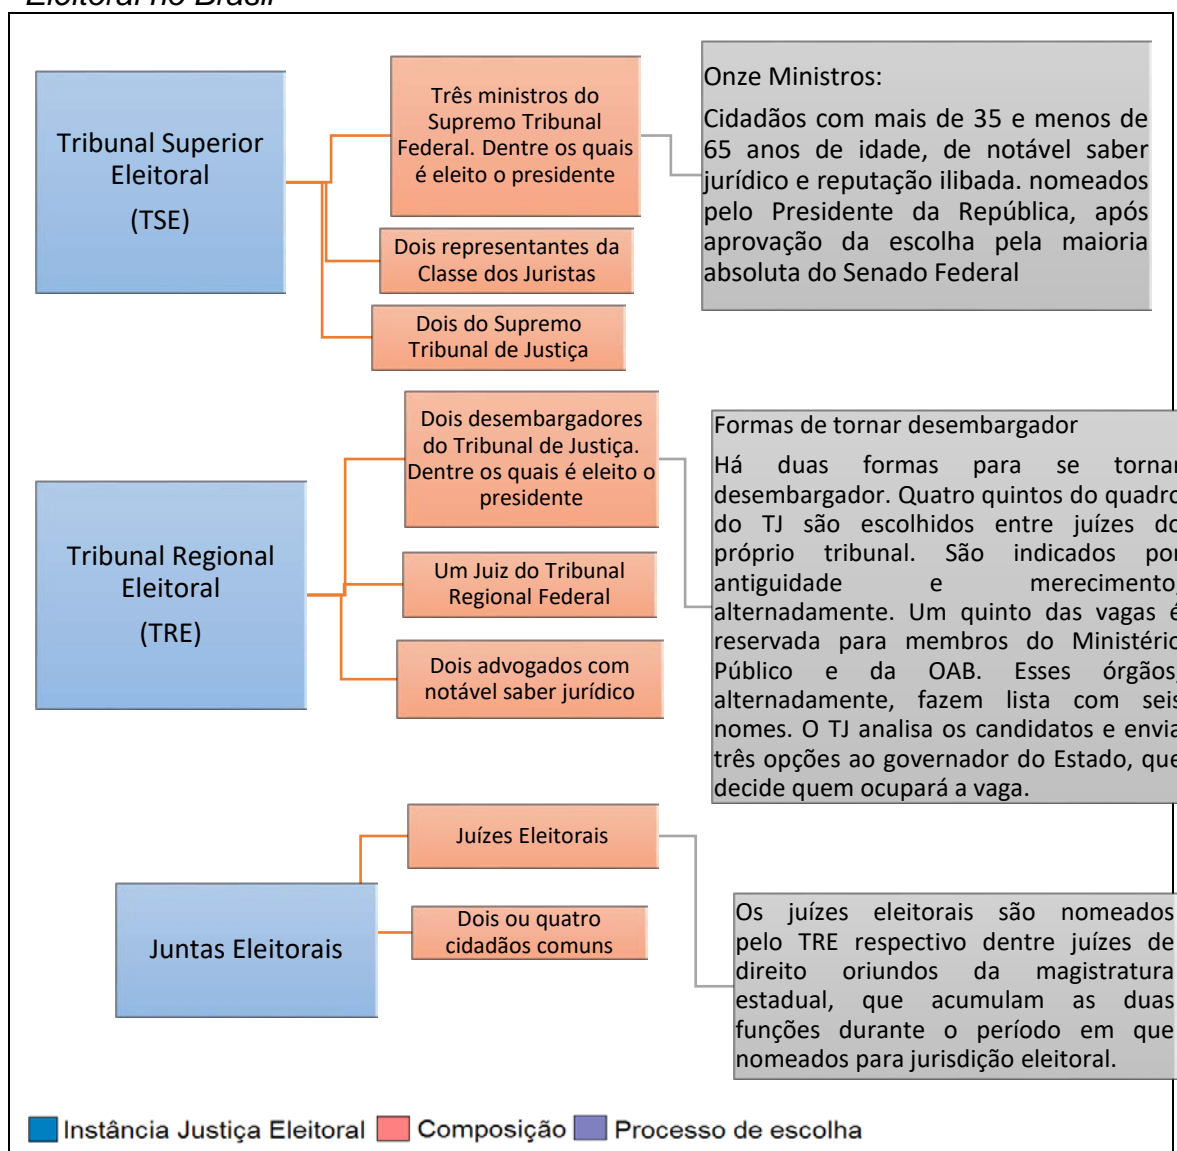 Eleitoral no Brasil
Tribunal Superior
Eleitoral
(TSE)
Três ministros do
Supremo Tribunal
Federal. Dentre os quais
é eleito o presidente
Dois representantes da
Classe dos Juristas
Dois do Supremo
Tribunal de Justiça
Onze Ministros:
Cidadãos com mais de 35 e menos de
65 anos de idade, de notável saber
jurídico e reputação ilibada. nomeados
pelo Presidente da República, após
aprovação da escolha pela maioria
absoluta do Senado Federal
Tribunal Regional
Eleitoral
(TRE)
Dois desembargadores
do Tribunal de Justiça.
Dentre os quais é eleito o
presidente
Um Juiz do Tribunal
Regional Federal
Dois advogados com
notável saber jurídico
Formas de tornar desembargador
Há duas formas para se tornar
desembargador. Quatro quintos do quadro
do TJ são escolhidos entre juízes do
próprio tribunal. São indicados por
antiguidade e merecimento,
alternadamente. Um quinto das vagas é
reservada para membros do Ministério
Público e da OAB. Esses órgãos,
alternadamente, fazem lista com seis
nomes. O TJ analisa os candidatos e envia
três opções ao governador do Estado, que
decide quem ocupará a vaga.
Juntas Eleitorais
Juízes Eleitorais
Dois ou quatro
cidadãos comuns
Os juízes eleitorais são nomeados
pelo TRE respectivo dentre juízes de
direito oriundos da magistratura
estadual, que acumulam as duas
funções durante o período em que
nomeados para jurisdição eleitoral.
Instância Justiça Eleitoral Composição Processo de escolha